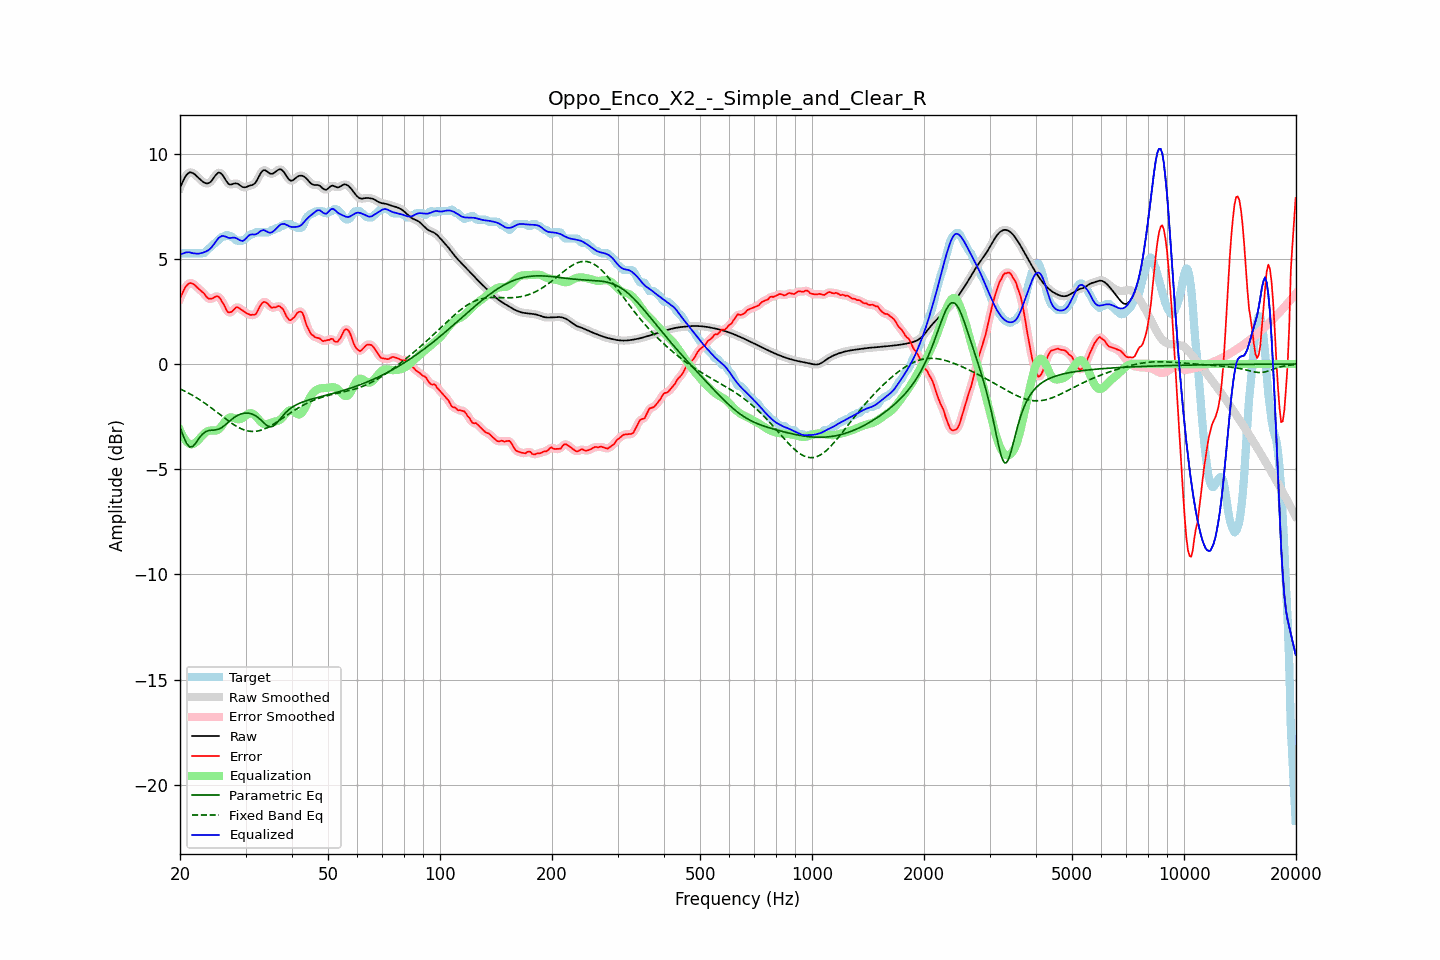 Oppo_Enco_X2_-_Simple_and_Clear_R
Amplitude (dBr)
10
5
0
−5
−10
−15
−20
Target
Raw Smoothed
Error Smoothed
Raw
Error
Equalization
Parametric Eq
Fixed Band Eq
Equalized
20 50 100 200 500 1000 2000 5000 10000 20000
Frequency (Hz)